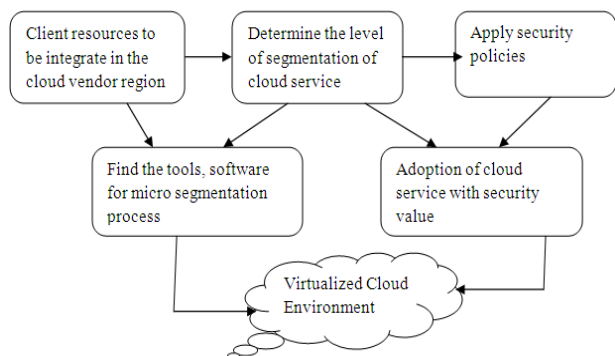 Client resources to
be integrate in the
cloud vendor region
Determine the level
of segmentation of
cloud service
Apply security
policies
Find the tools, software
for micro segmentation
process
Adoption of cloud
service with security
value
Virtualized Cloud
Environment